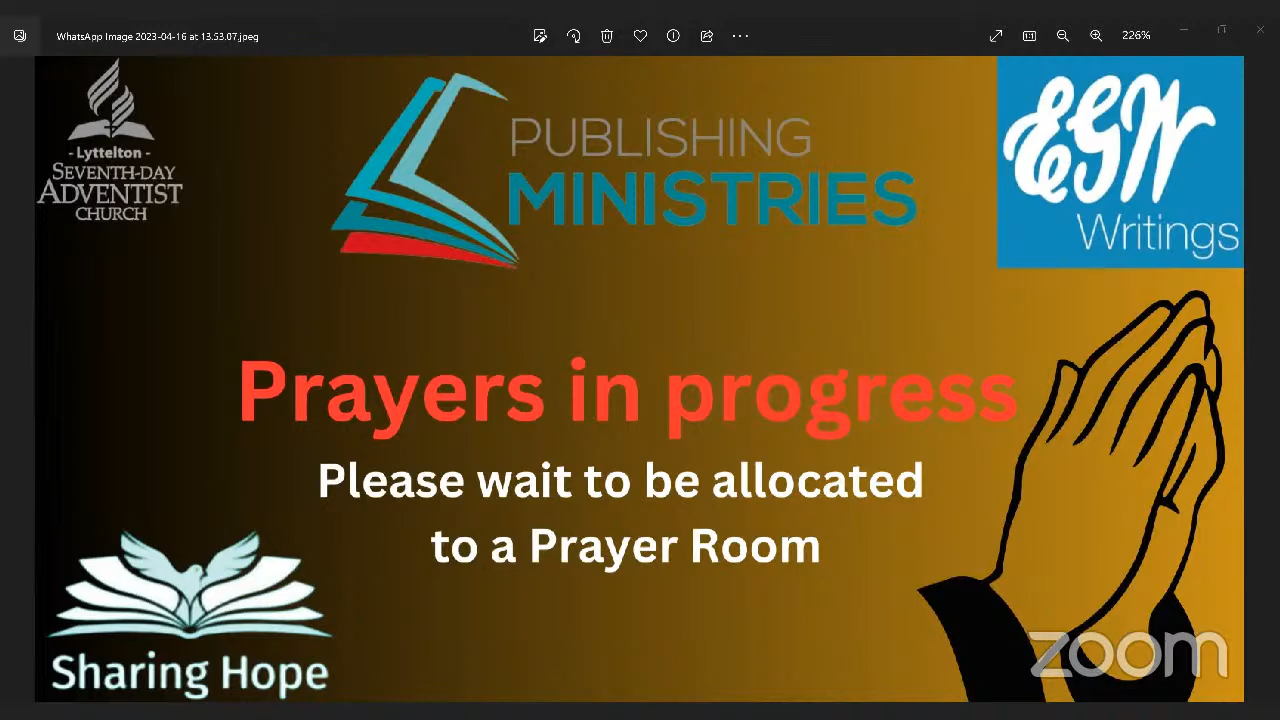 WhatsApp Image 2023-04-16 at 13.53.07.jpeg
226%
- Lyttelton -
SEVENTH-DAY
ADVENTIST
CHURCH
PUBLISHING
MINISTRIES
EGW
Writings
Prayers in progress
Please wait to be allocated
to a Prayer Room
Sharing Hope
zoom